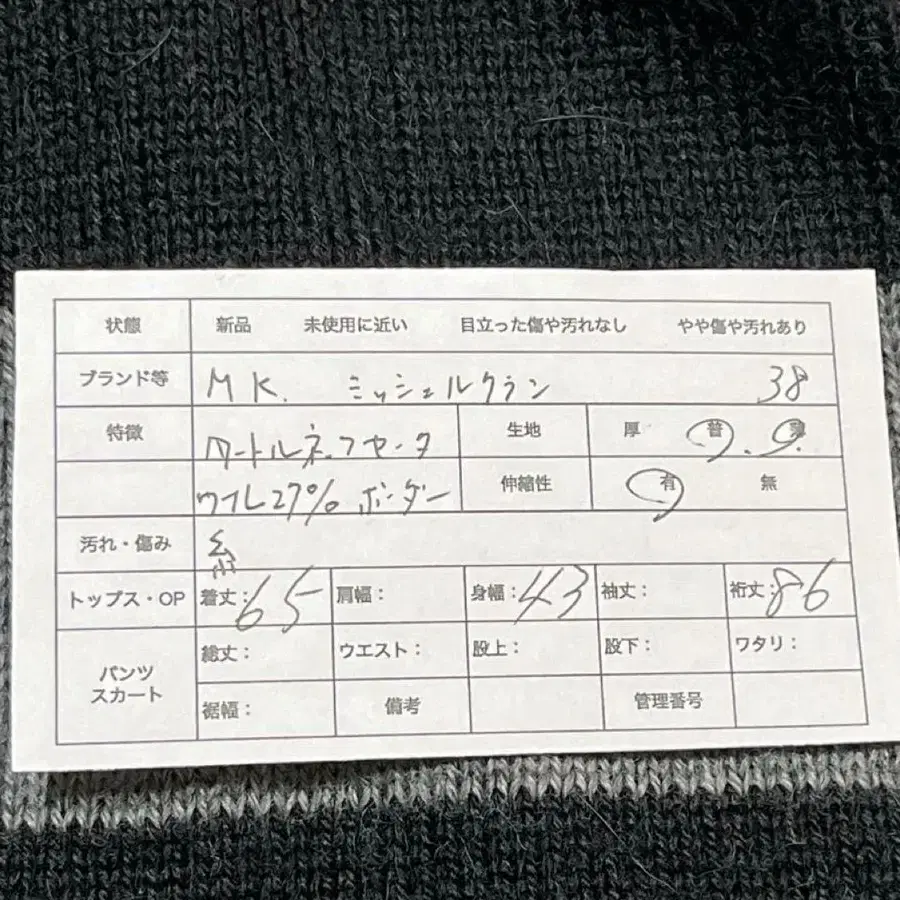 状態 新品 未使用に近い 目立った傷や汚れなし やや傷や汚れあり
ブランド等 MK. ミッシェルクラン 38
特徴 タートルネックセータ 生地 厚 普 薄
ウール27% ボーダー 伸縮性 有 無
汚れ・傷み 糸
トップス・OP 着丈:65 肩幅: 身幅:43 袖丈: 裄丈:86
パンツ スカート 総丈: ウエスト: 股上: 股下: ワタリ:
裾幅: 備考 管理番号